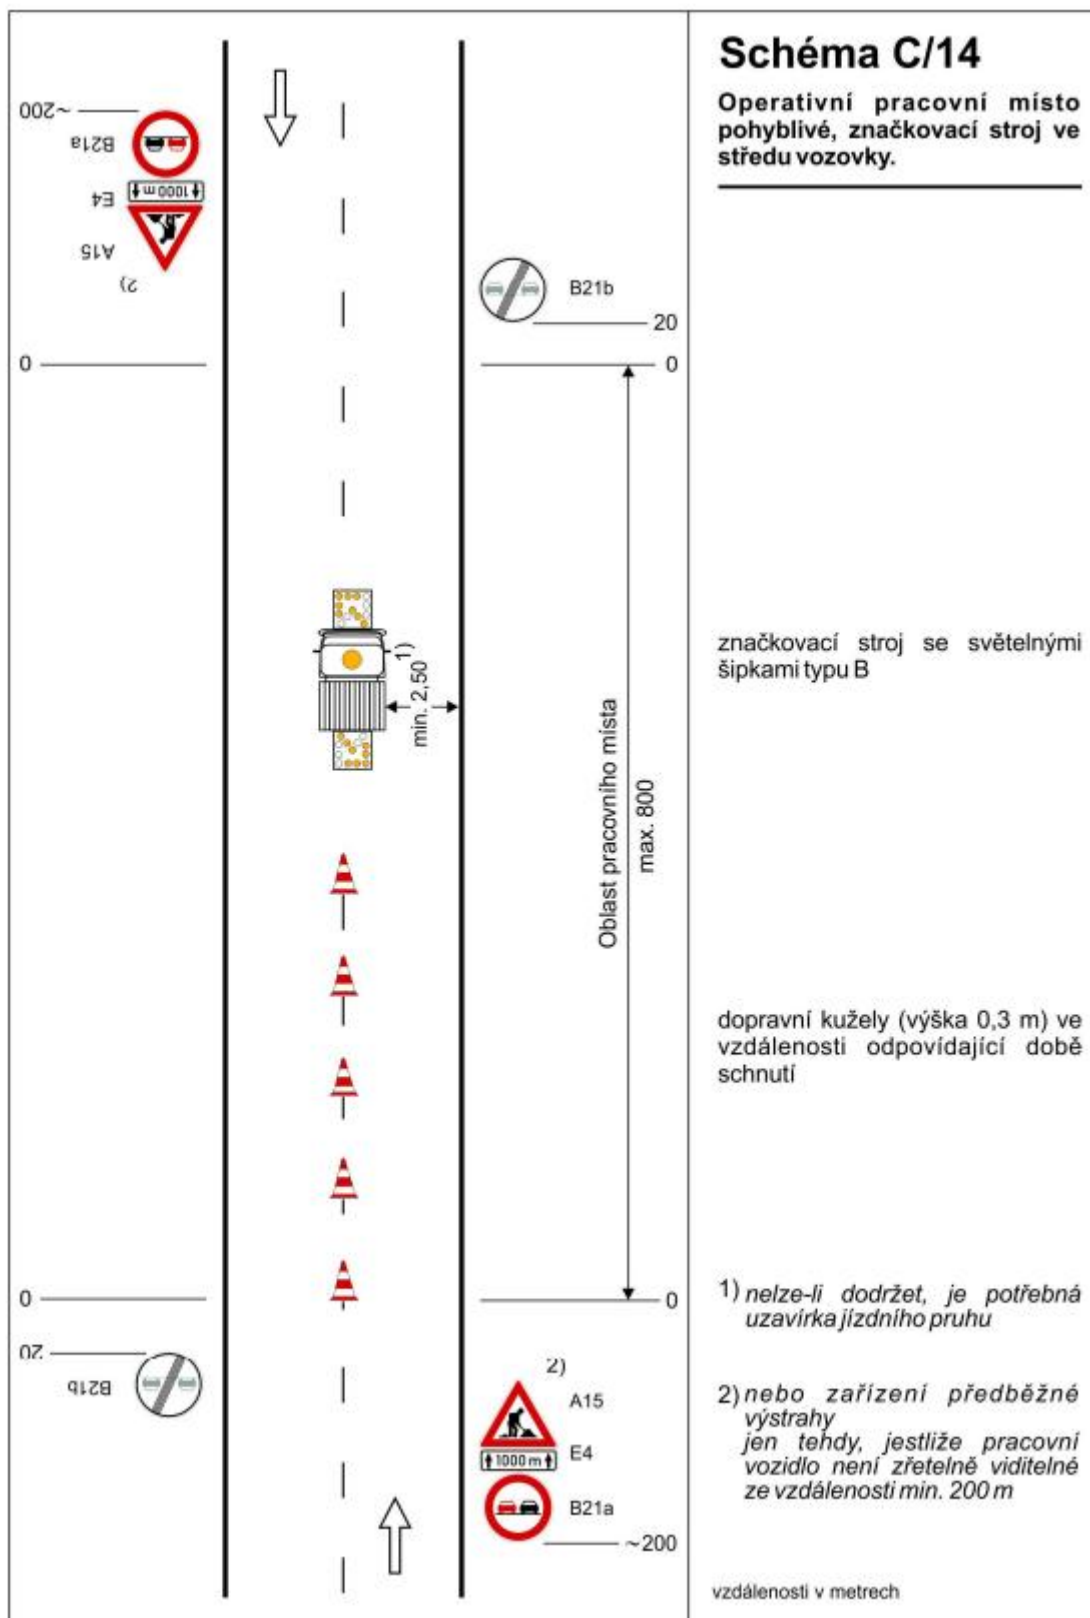 Schéma C/14
Operativní pracovní místo
pohyblivé, značkovací stroj ve
středu vozovky.
~200
B21a
1000 m
E4
A15
2)
B21b
20
0
0
značkovací stroj se světelnými
šipkami typu B
1)
min. 2,50
Oblast pracovního místa
max. 800
dopravní kužely (výška 0,3 m) ve
vzdálenosti odpovídající době
schnutí
0
0
20
B21b
2)
A15
1000 m
E4
B21a
~200
1) nelze-li dodržet, je potřebná
uzavírka jízdního pruhu
2) nebo zařízení předběžné
výstrahy
jen tehdy, jestliže pracovní
vozidlo není zřetelně viditelné
ze vzdálenosti min. 200 m
vzdálenosti v metrech